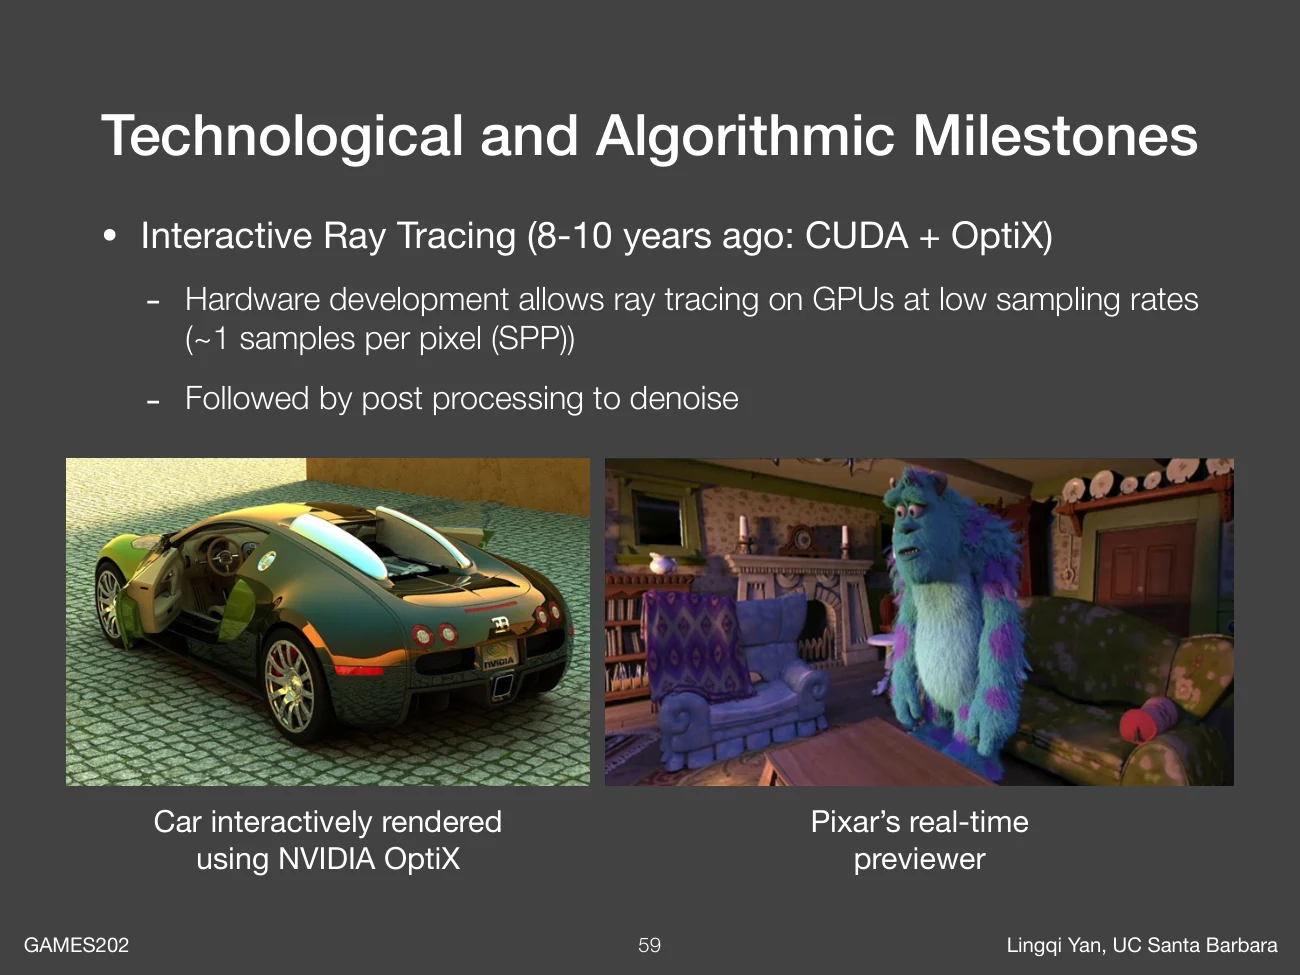 Technological and Algorithmic Milestones
• Interactive Ray Tracing (8-10 years ago: CUDA + OptiX)
- Hardware development allows ray tracing on GPUs at low sampling rates
(~1 samples per pixel (SPP))
- Followed by post processing to denoise
NVIDIA
Car interactively rendered
using NVIDIA OptiX
Pixar’s real-time
previewer
GAMES202
59
Lingqi Yan, UC Santa Barbara